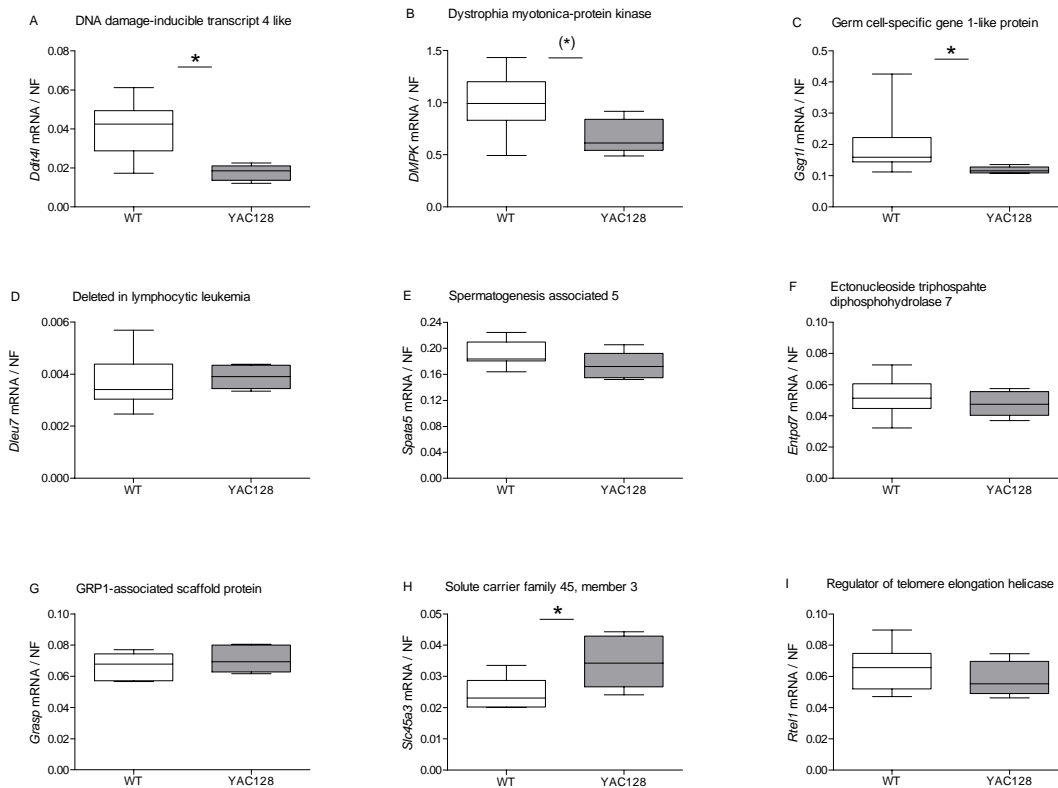 A DNA damage-inducible transcript 4 like
*
Ddit4l mRNA / NF
0.08
0.06
0.04
0.02
0.00
WT YAC128
B Dystrophia myotonica-protein kinase
(*)
DMPK mRNA / NF
1.5
1.0
0.5
0.0
WT YAC128
C Germ cell-specific gene 1-like protein
*
Gsg1l mRNA / NF
0.5
0.4
0.3
0.2
0.1
0.0
WT YAC128
D Deleted in lymphocytic leukemia
Dleu7 mRNA / NF
0.006
0.004
0.002
0.000
WT YAC128
E Spermatogenesis associated 5
Spata5 mRNA / NF
0.24
0.20
0.16
0.12
0.08
0.04
0.00
WT YAC128
F Ectonucleoside triphospahte
diphosphohydrolase 7
Entpd7 mRNA / NF
0.10
0.08
0.06
0.04
0.02
0.00
WT YAC128
G GRP1-associated scaffold protein
Grasp mRNA / NF
0.10
0.08
0.06
0.04
0.02
0.00
WT YAC128
H Solute carrier family 45, member 3
*
Slc45a3 mRNA / NF
0.05
0.04
0.03
0.02
0.01
0.00
WT YAC128
I Regulator of telomere elongation helicase
Rtel1 mRNA / NF
0.10
0.08
0.06
0.04
0.02
0.00
WT YAC128